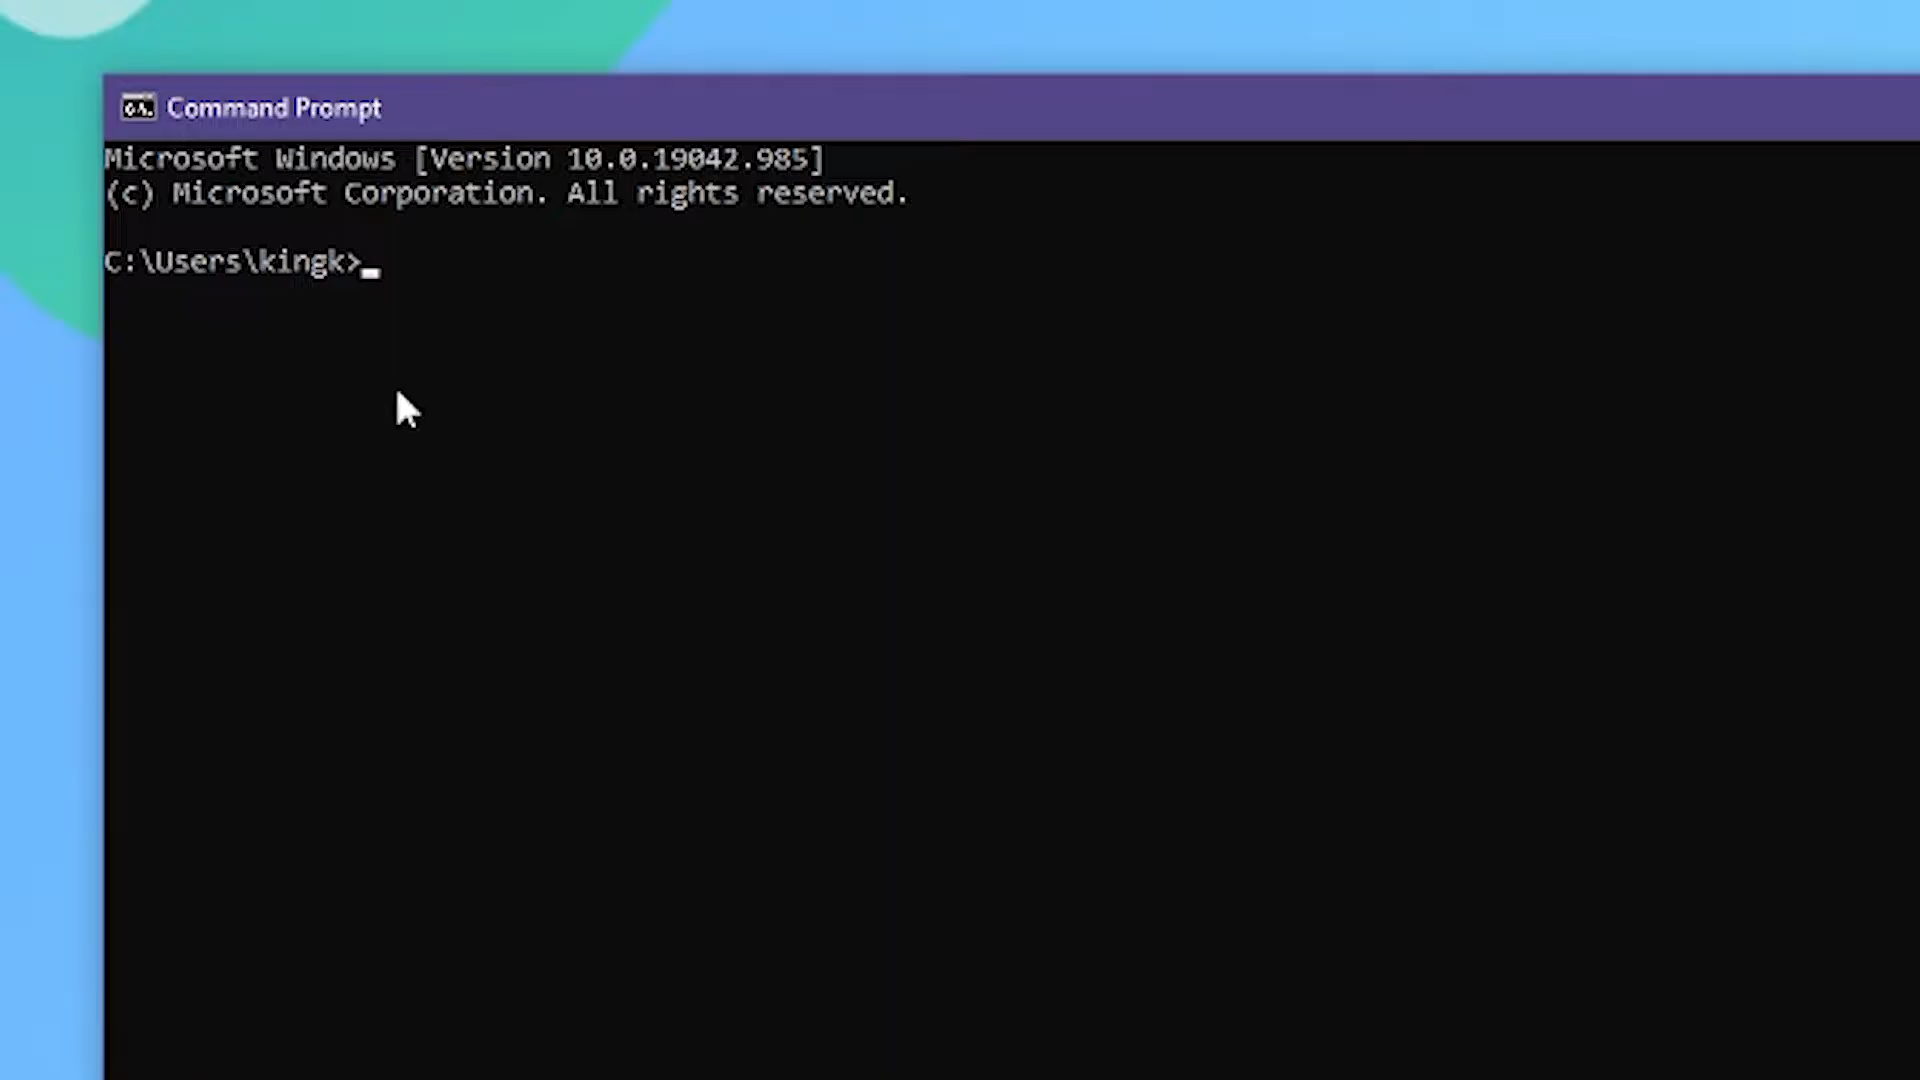 Command Prompt
Microsoft Windows [Version 10.0.19042.985]
(c) Microsoft Corporation. All rights reserved.
C:\Users\kingk>